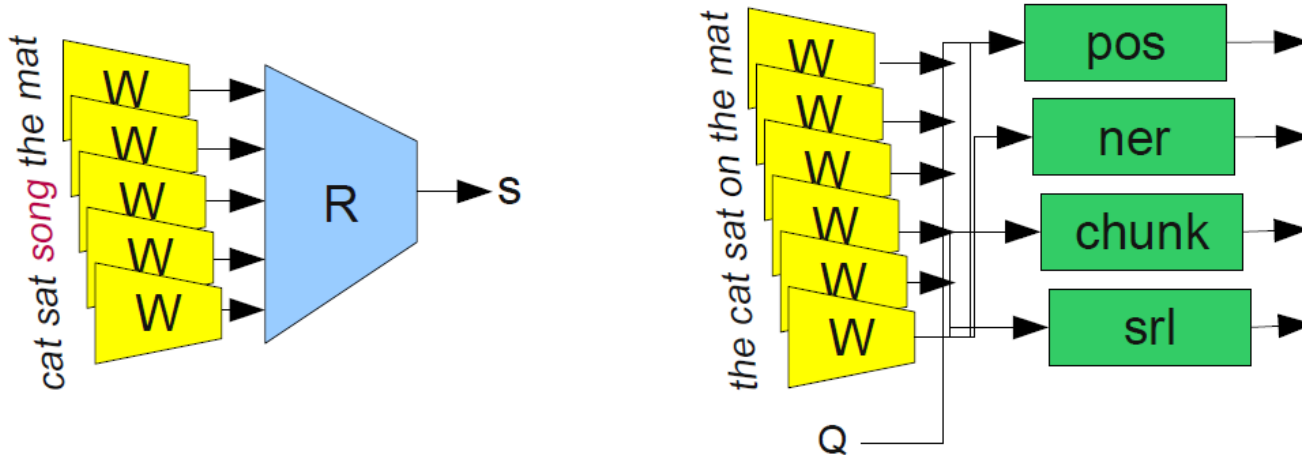 cat sat song the mat
W
W
W
W
W
R
s
the cat sat on the mat
W
W
W
W
W
W
Q
pos
ner
chunk
srl